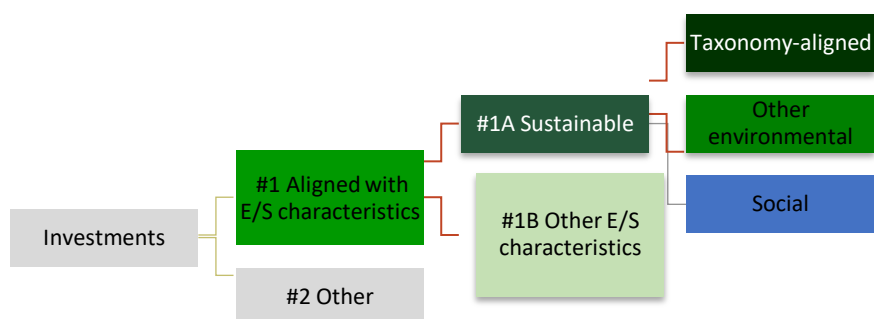 Investments
#1 Aligned with
E/S characteristics
#2 Other
#1A Sustainable
#1B Other E/S
characteristics
Taxonomy-aligned
Other
environmental
Social